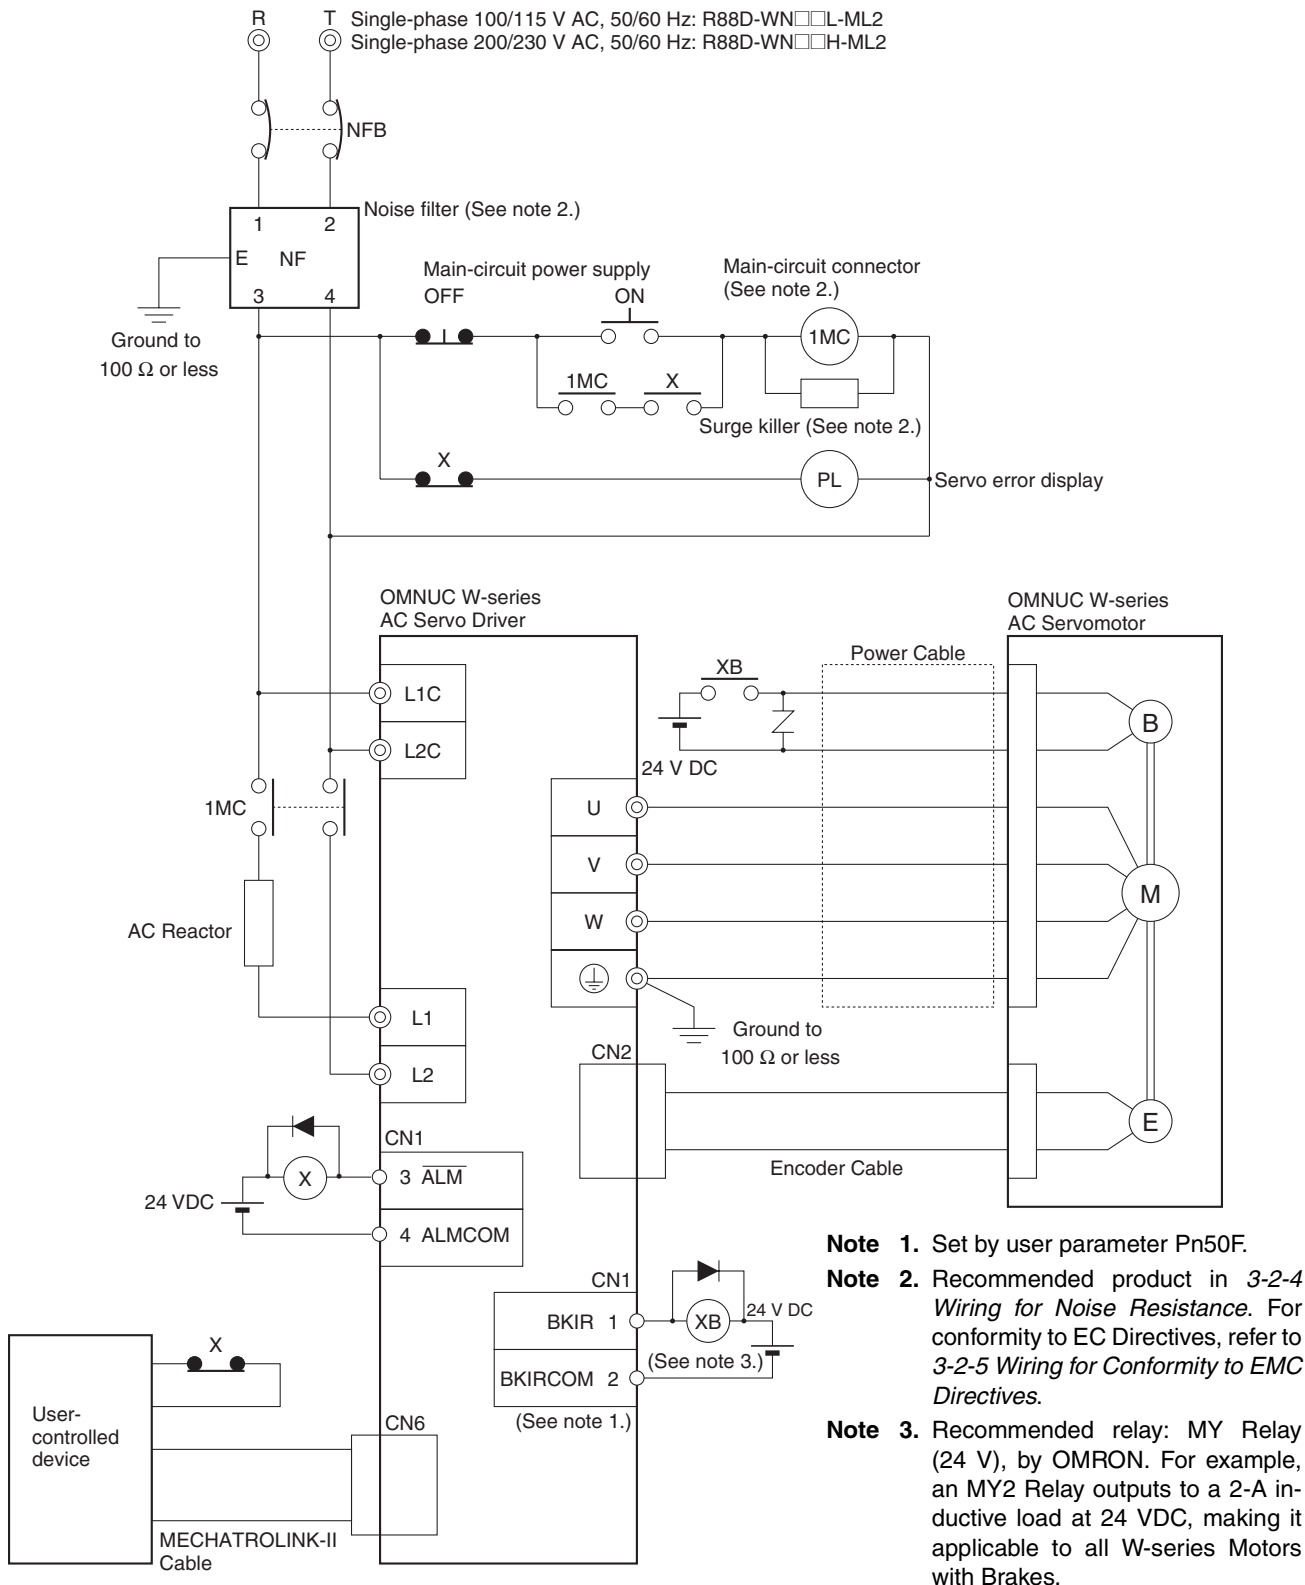 R T Single-phase 100/115 V AC, 50/60 Hz: R88D-WN□□L-ML2
Single-phase 200/230 V AC, 50/60 Hz: R88D-WN□□H-ML2
NFB
Noise filter (See note 2.)
1 2
E NF
3 4
Ground to
100 Ω or less
Main-circuit power supply
OFF ON
Main-circuit connector
(See note 2.)
1MC
1MC X
Surge killer (See note 2.)
X
PL
Servo error display
OMNUC W-series
AC Servo Driver
OMNUC W-series
AC Servomotor
Power Cable
XB
L1C
B
L2C
24 V DC
1MC
U
V
M
W
AC Reactor
L1
Ground to
100 Ω or less
CN2
L2
E
CN1
X
3 ALM
Encoder Cable
24 VDC
4 ALMCOM
CN1
BKIR 1
XB
24 V DC
(See note 3.)
BKIRCOM 2
(See note 1.)
X
User-
controlled
device
CN6
MECHATROLINK-II
Cable
Note 1. Set by user parameter Pn50F.
Note 2. Recommended product in 3-2-4
Wiring for Noise Resistance. For
conformity to EC Directives, refer to
3-2-5 Wiring for Conformity to EMC
Directives.
Note 3. Recommended relay: MY Relay
(24 V), by OMRON. For example,
an MY2 Relay outputs to a 2-A in-
ductive load at 24 VDC, making it
applicable to all W-series Motors
with Brakes.